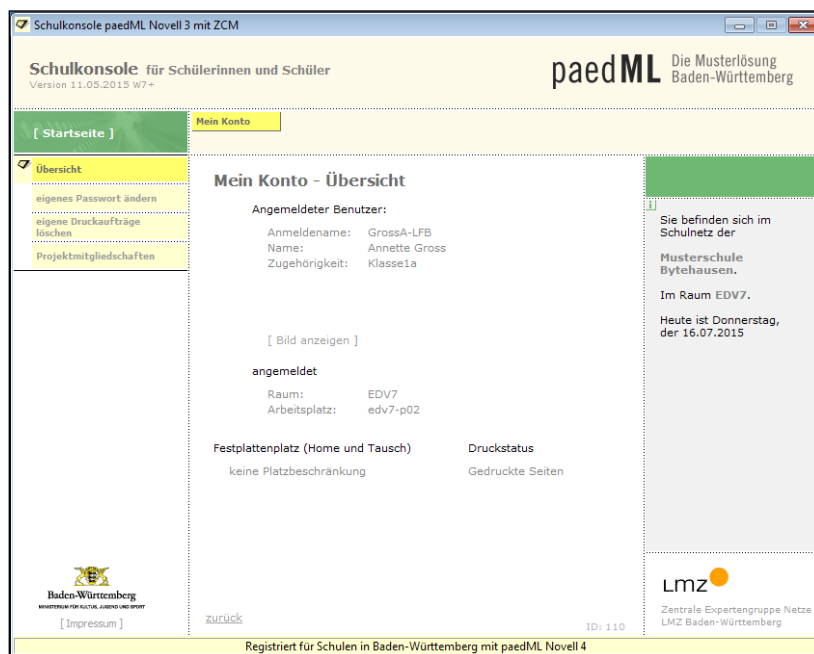 Schulkonsole paedML Novell 3 mit ZCM
Schulkonsole für Schülerinnen und Schüler
Version 11.05.2015 W7+
paedML Die Musterlösung
Baden-Württemberg
[ Startseite ]
Mein Konto
Übersicht
eigenes Passwort ändern
eigene Druckaufträge
löschen
Projektmitgliedschaften
Mein Konto - Übersicht
Angemeldeter Benutzer:
Anmeldename: GrossA-LFB
Name: Annette Gross
Zugehörigkeit: Klasse1a
[ Bild anzeigen ]
angemeldet
Raum: EDV7
Arbeitsplatz: edv7-p02
Festplattenplatz (Home und Tausch) Druckstatus
keine Platzbeschränkung Gedruckte Seiten
zurück
ID: 110
i
Sie befinden sich im
Schulnetz der
Musterschule
Bytehausen.
Im Raum EDV7.
Heute ist Donnerstag,
der 16.07.2015
Baden-Württemberg
MINISTERIUM FÜR KULTUS, JUGEND UND SPORT
[ Impressum ]
LMZ
Zentrale Expertengruppe Netze
LMZ Baden-Württemberg
Registriert für Schulen in Baden-Württemberg mit paedML Novell 4